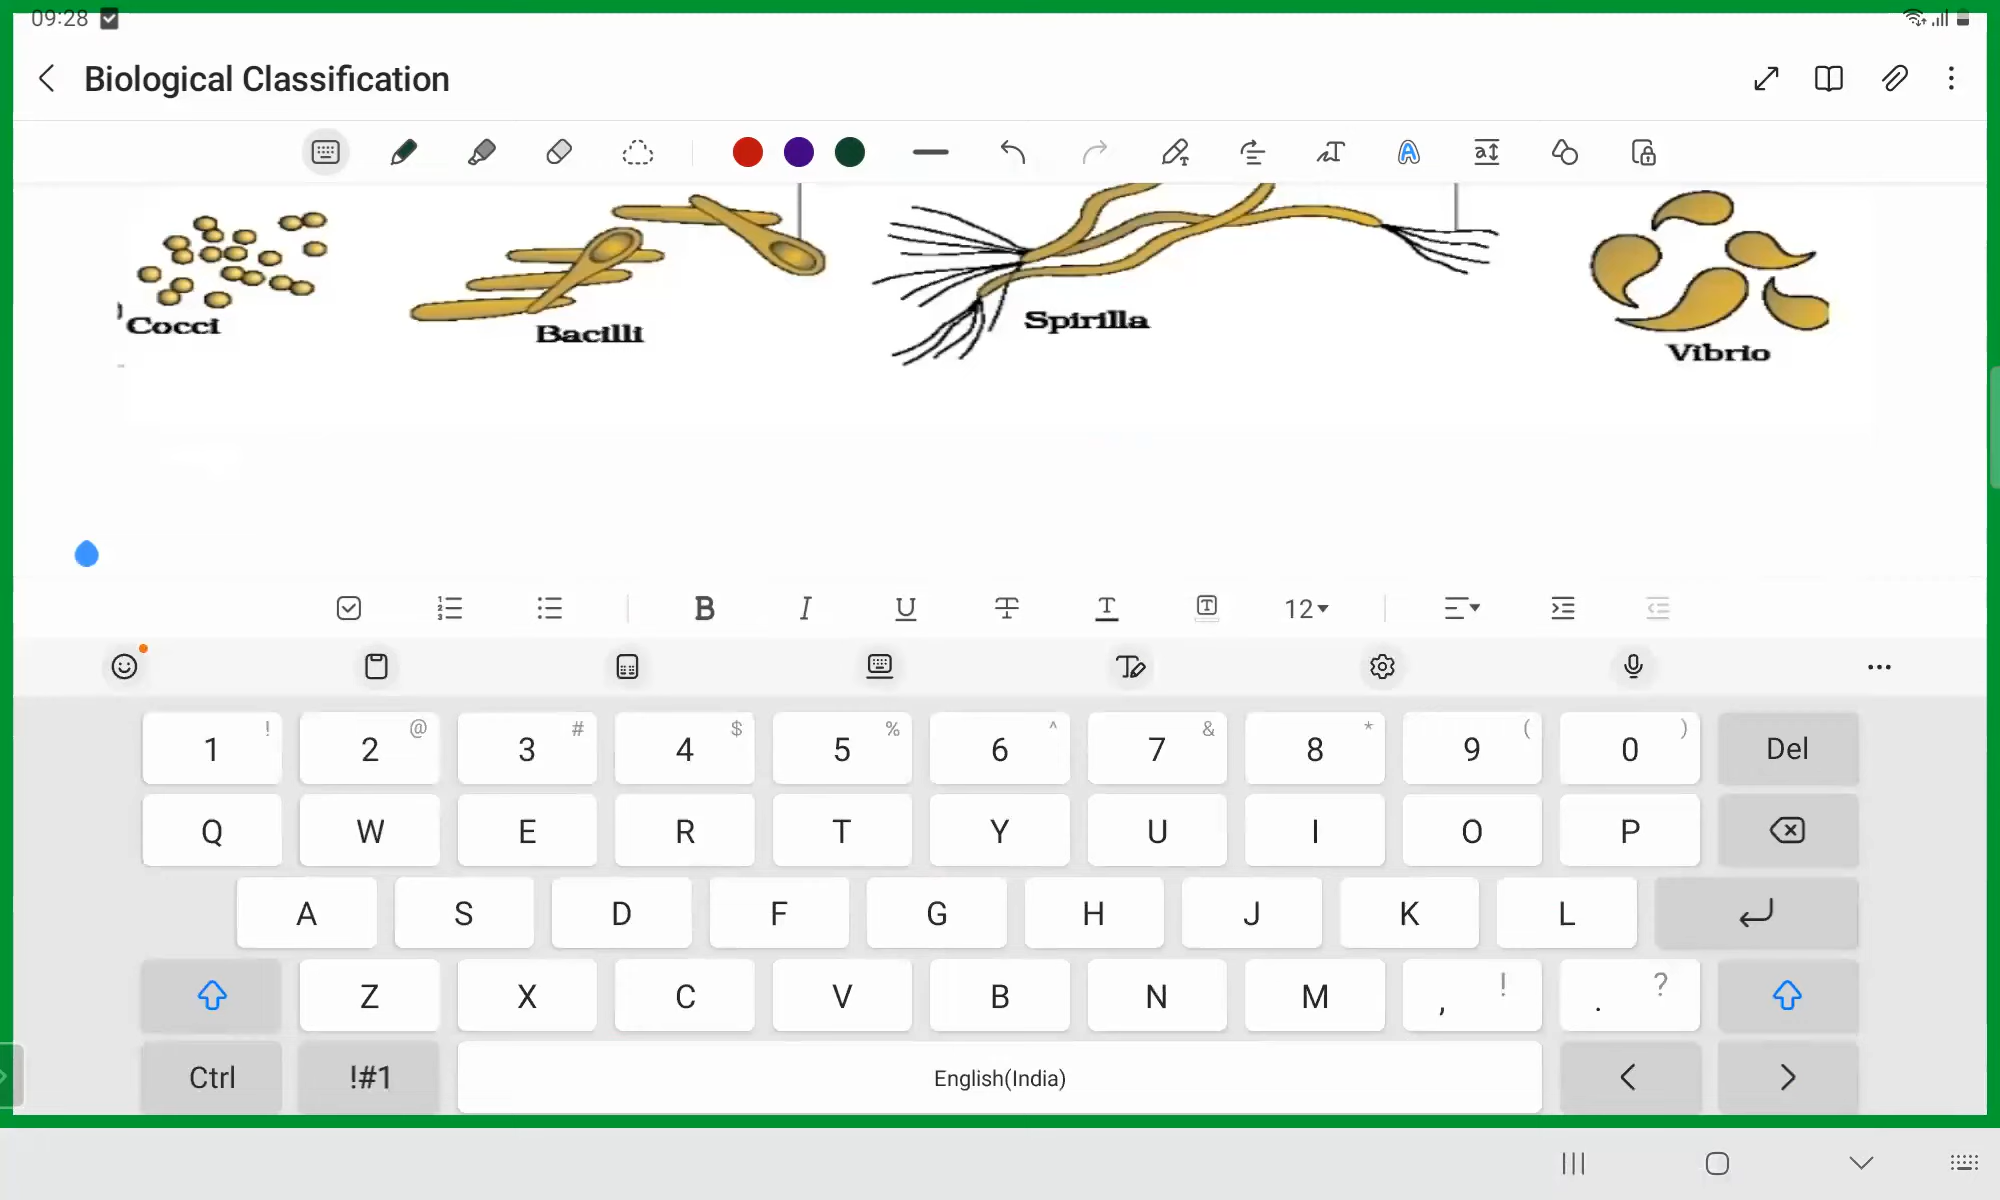 09:28
Biological Classification
Cocci
Bacilli
Spirilla
Vibrio
B I U T T T 12
1 ! 2 @ 3 # 4 $ 5 % 6 ^ 7 & 8 * 9 ( 0 ) Del
Q W E R T Y U I O P
A S D F G H J K L
Z X C V B N M , ! . ?
Ctrl !#1 English(India) < >